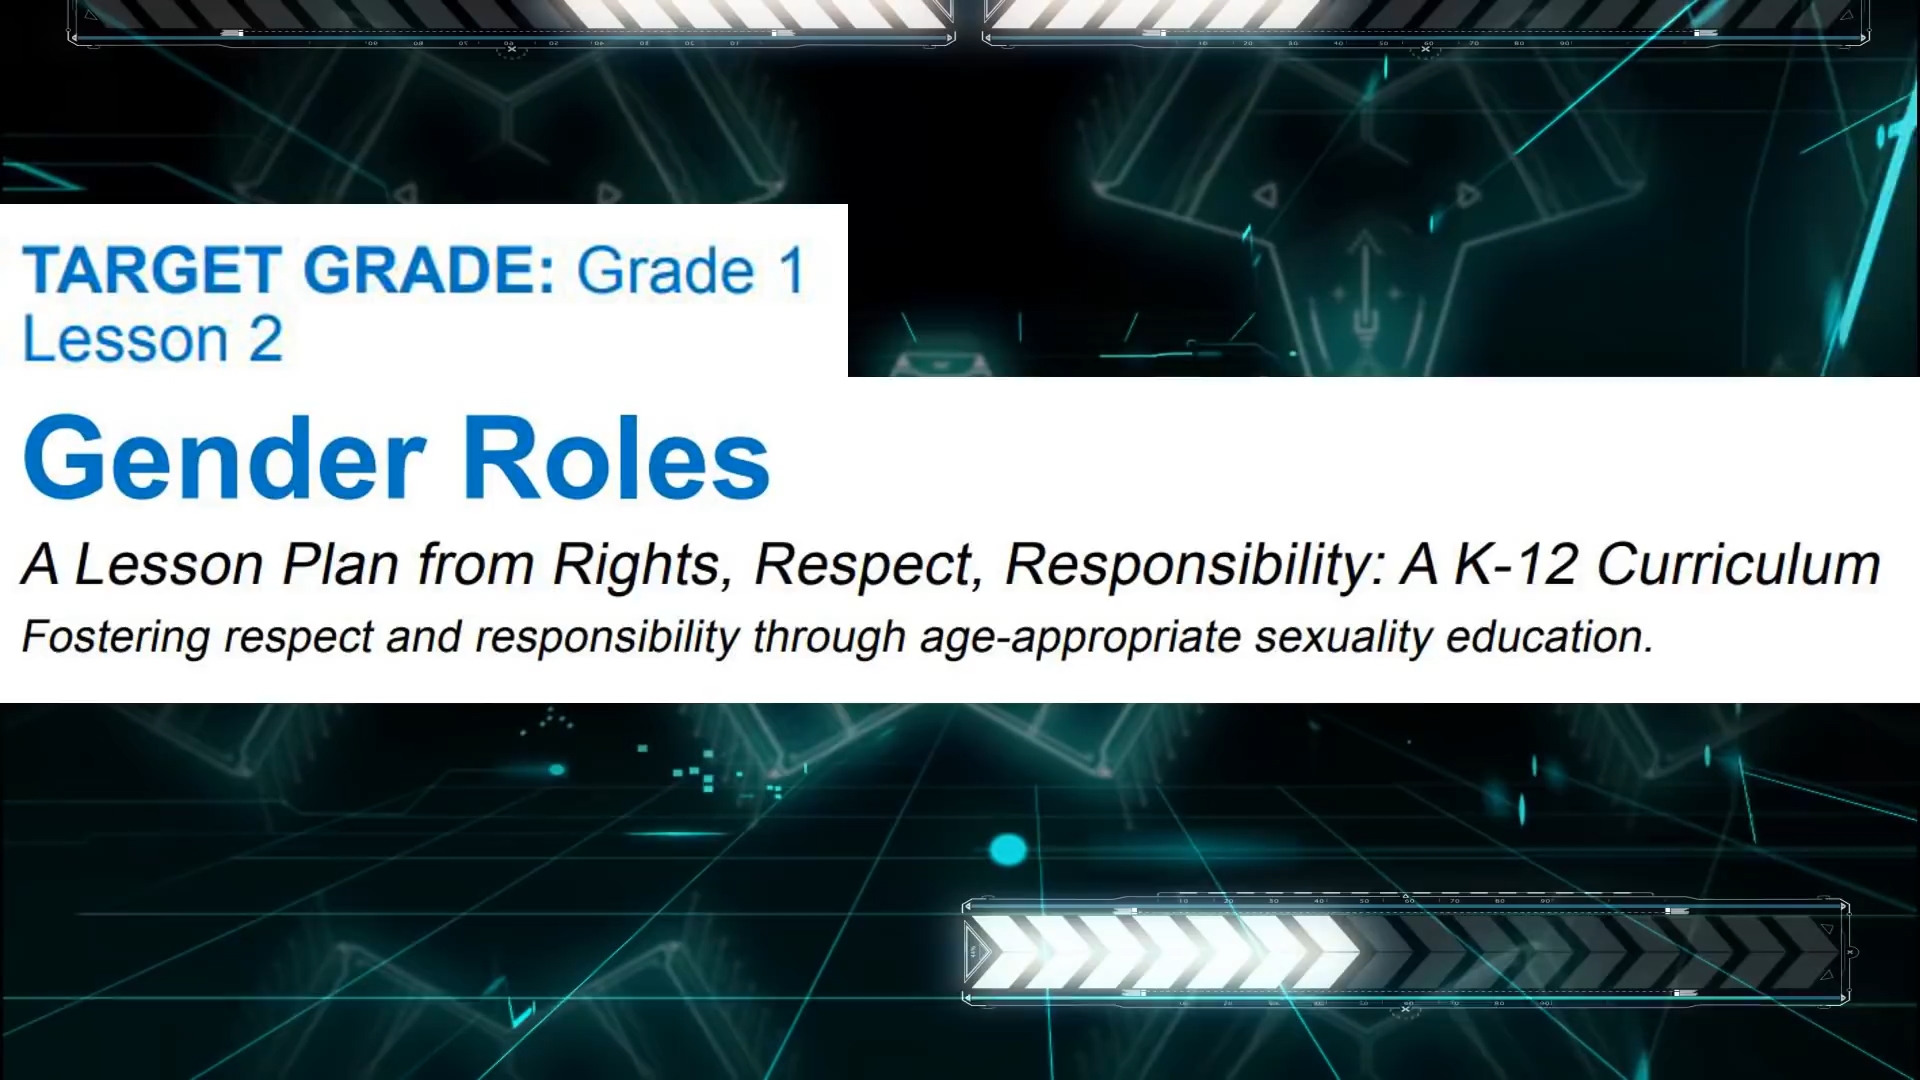 TARGET GRADE: Grade 1
Lesson 2
Gender Roles
A Lesson Plan from Rights, Respect, Responsibility: A K-12 Curriculum
Fostering respect and responsibility through age-appropriate sexuality education.